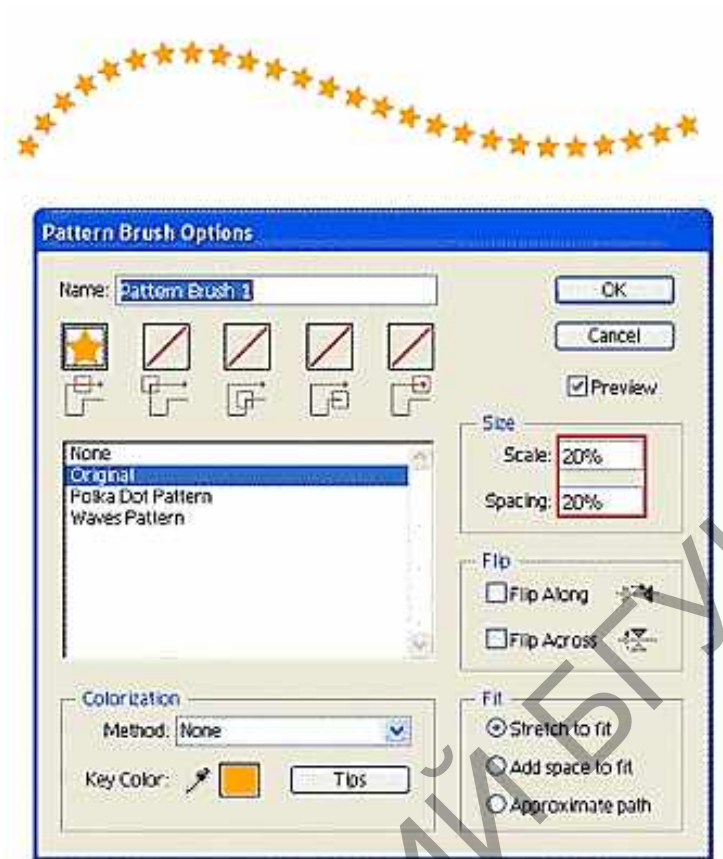 Pattern Brush Options
Name: Pattern Brush 1
OK
Cancel
Preview
None
Original
Polka Dot Pattern
Waves Pattern
Size
Scale: 20%
Spacing: 20%
Flip
Flip Along
Flip Across
Colorization
Method: None
Key Color:
Tips
Fit
Stretch to fit
Add space to fit
Approximate path